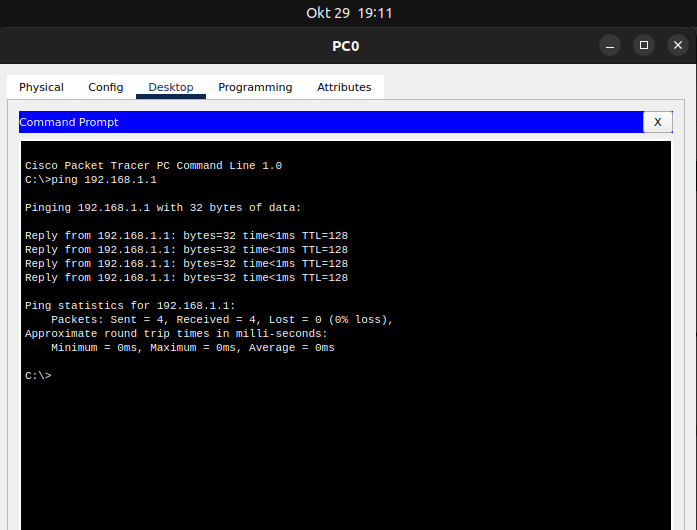 Okt 29 19:11
PC0
Physical Config Desktop Programming Attributes
Command Prompt X
Cisco Packet Tracer PC Command Line 1.0
C:\>ping 192.168.1.1
Pinging 192.168.1.1 with 32 bytes of data:
Reply from 192.168.1.1: bytes=32 time<1ms TTL=128
Reply from 192.168.1.1: bytes=32 time<1ms TTL=128
Reply from 192.168.1.1: bytes=32 time<1ms TTL=128
Reply from 192.168.1.1: bytes=32 time<1ms TTL=128
Ping statistics for 192.168.1.1:
Packets: Sent = 4, Received = 4, Lost = 0 (0% loss),
Approximate round trip times in milli-seconds:
Minimum = 0ms, Maximum = 0ms, Average = 0ms
C:\>